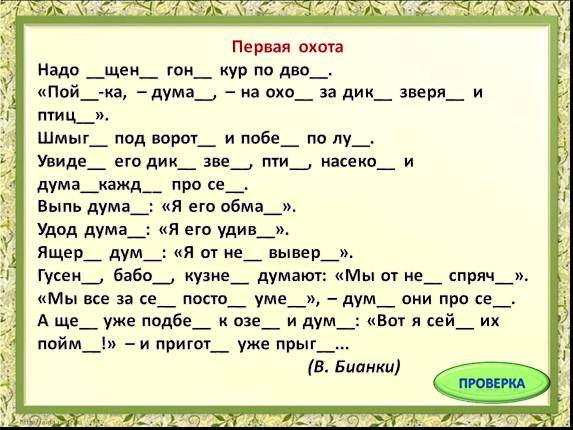 Первая охота
Надо __щен__ гон__ кур по дво__.
«Пой__-ка, – дума__, – на охо__ за дик__ зверя__ и
птиц__».
Шмыг__ под ворот__ и побе__ по лу__.
Увиде__ его дик__ зве__, пти__, насеко__ и
дума__кажд__ про се__.
Выпь дума__: «Я его обма__».
Удод дума__: «Я его удив__».
Ящер__ дум__: «Я от не__ вывер__».
Гусен__, бабо__, кузне__ думают: «Мы от не__ спряч__».
«Мы все за се__ посто__ уме__», – дум__ они про се__.
А ще__ уже подбе__ к озе__ и дум__: «Вот я сей__ их
пойм__!» – и пригот__ уже прыг__...
(В. Бианки)
ПРОВЕРКА